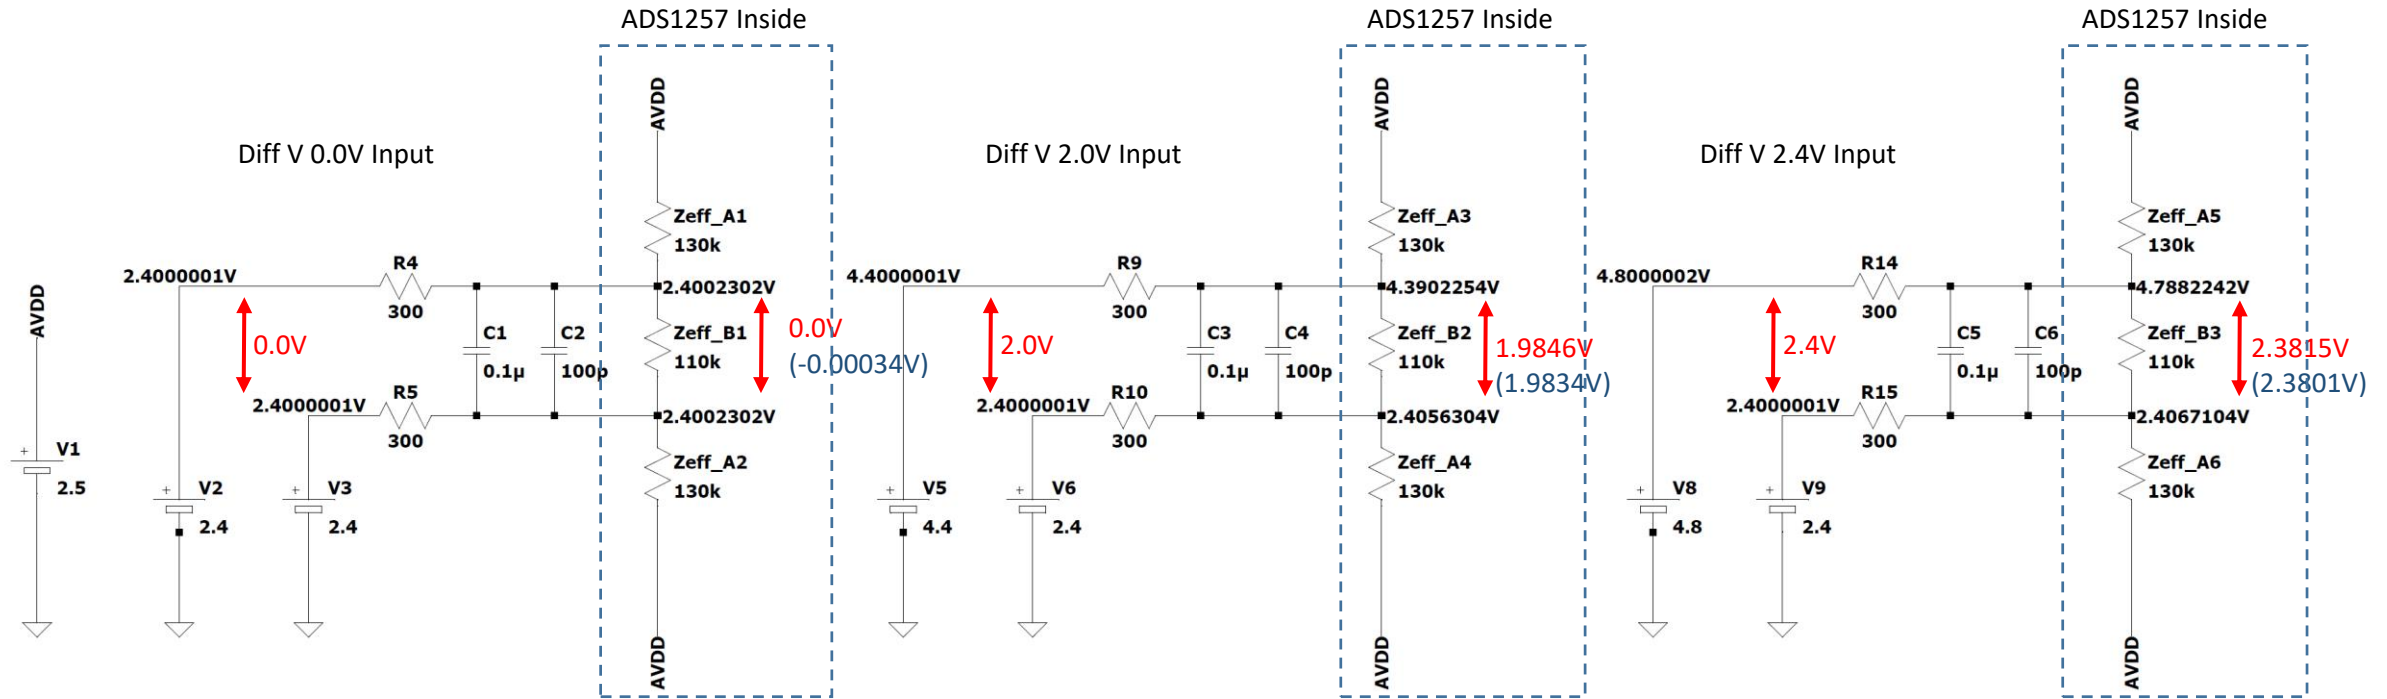 ADS1257 Inside
ADS1257 Inside
ADS1257 Inside
Diff V 0.0V Input
Diff V 2.0V Input
Diff V 2.4V Input
AVDD
+
V1
2.5
2.4000001V
R4
300
0.0V
2.4000001V
R5
300
C1
0.1µ
C2
100p
+
V2
2.4
+
V3
2.4
AVDD
Zeff_A1
130k
2.4002302V
Zeff_B1
110k
0.0V
(-0.00034V)
2.4002302V
Zeff_A2
130k
AVDD
4.4000001V
R9
300
2.0V
2.4000001V
R10
300
C3
0.1µ
C4
100p
+
V5
4.4
+
V6
2.4
AVDD
Zeff_A3
130k
4.3902254V
Zeff_B2
110k
1.9846V
(1.9834V)
2.4056304V
Zeff_A4
130k
AVDD
4.8000002V
R14
300
2.4V
2.4000001V
R15
300
C5
0.1µ
C6
100p
+
V8
4.8
+
V9
2.4
AVDD
Zeff_A5
130k
4.7882242V
Zeff_B3
110k
2.3815V
(2.3801V)
2.4067104V
Zeff_A6
130k
AVDD